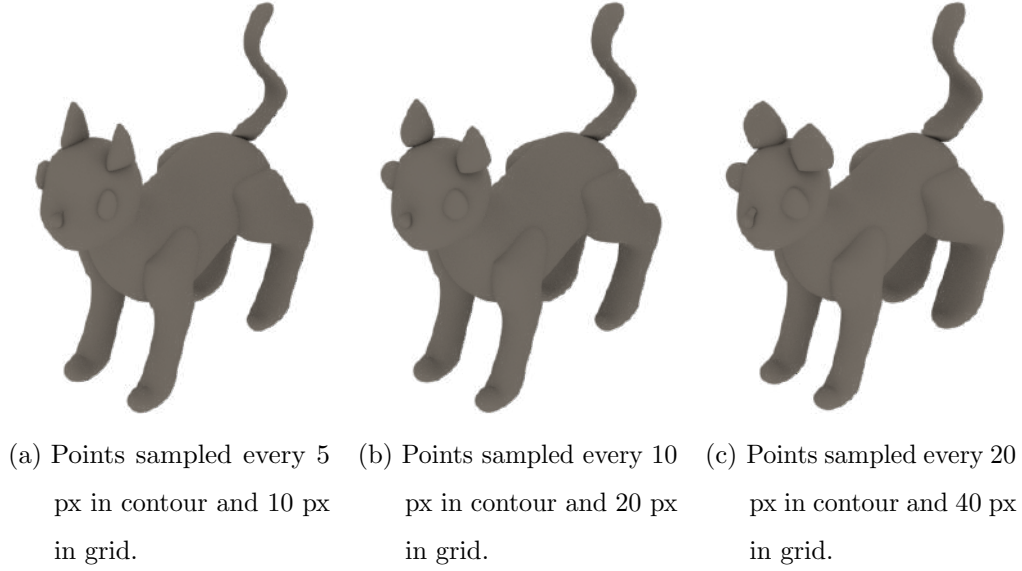 (a) Points sampled every 5
px in contour and 10 px
in grid.
(b) Points sampled every 10
px in contour and 20 px
in grid.
(c) Points sampled every 20
px in contour and 40 px
in grid.